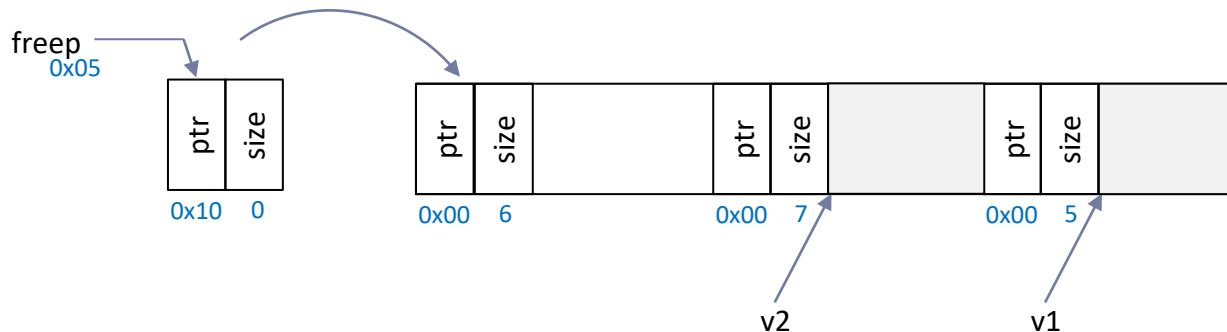 freep
0x05
ptr size
0x10 0
ptr size
0x00 6
ptr size
0x00 7
ptr size
0x00 5
v2
v1